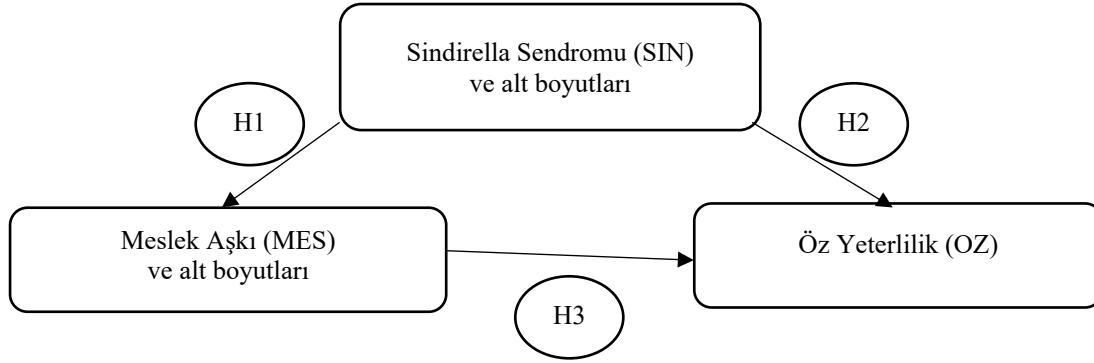 Sindirella Sendromu (SIN)
ve alt boyutları
H1
H2
Meslek Aşkı (MES)
ve alt boyutları
Öz Yeterlilik (OZ)
H3